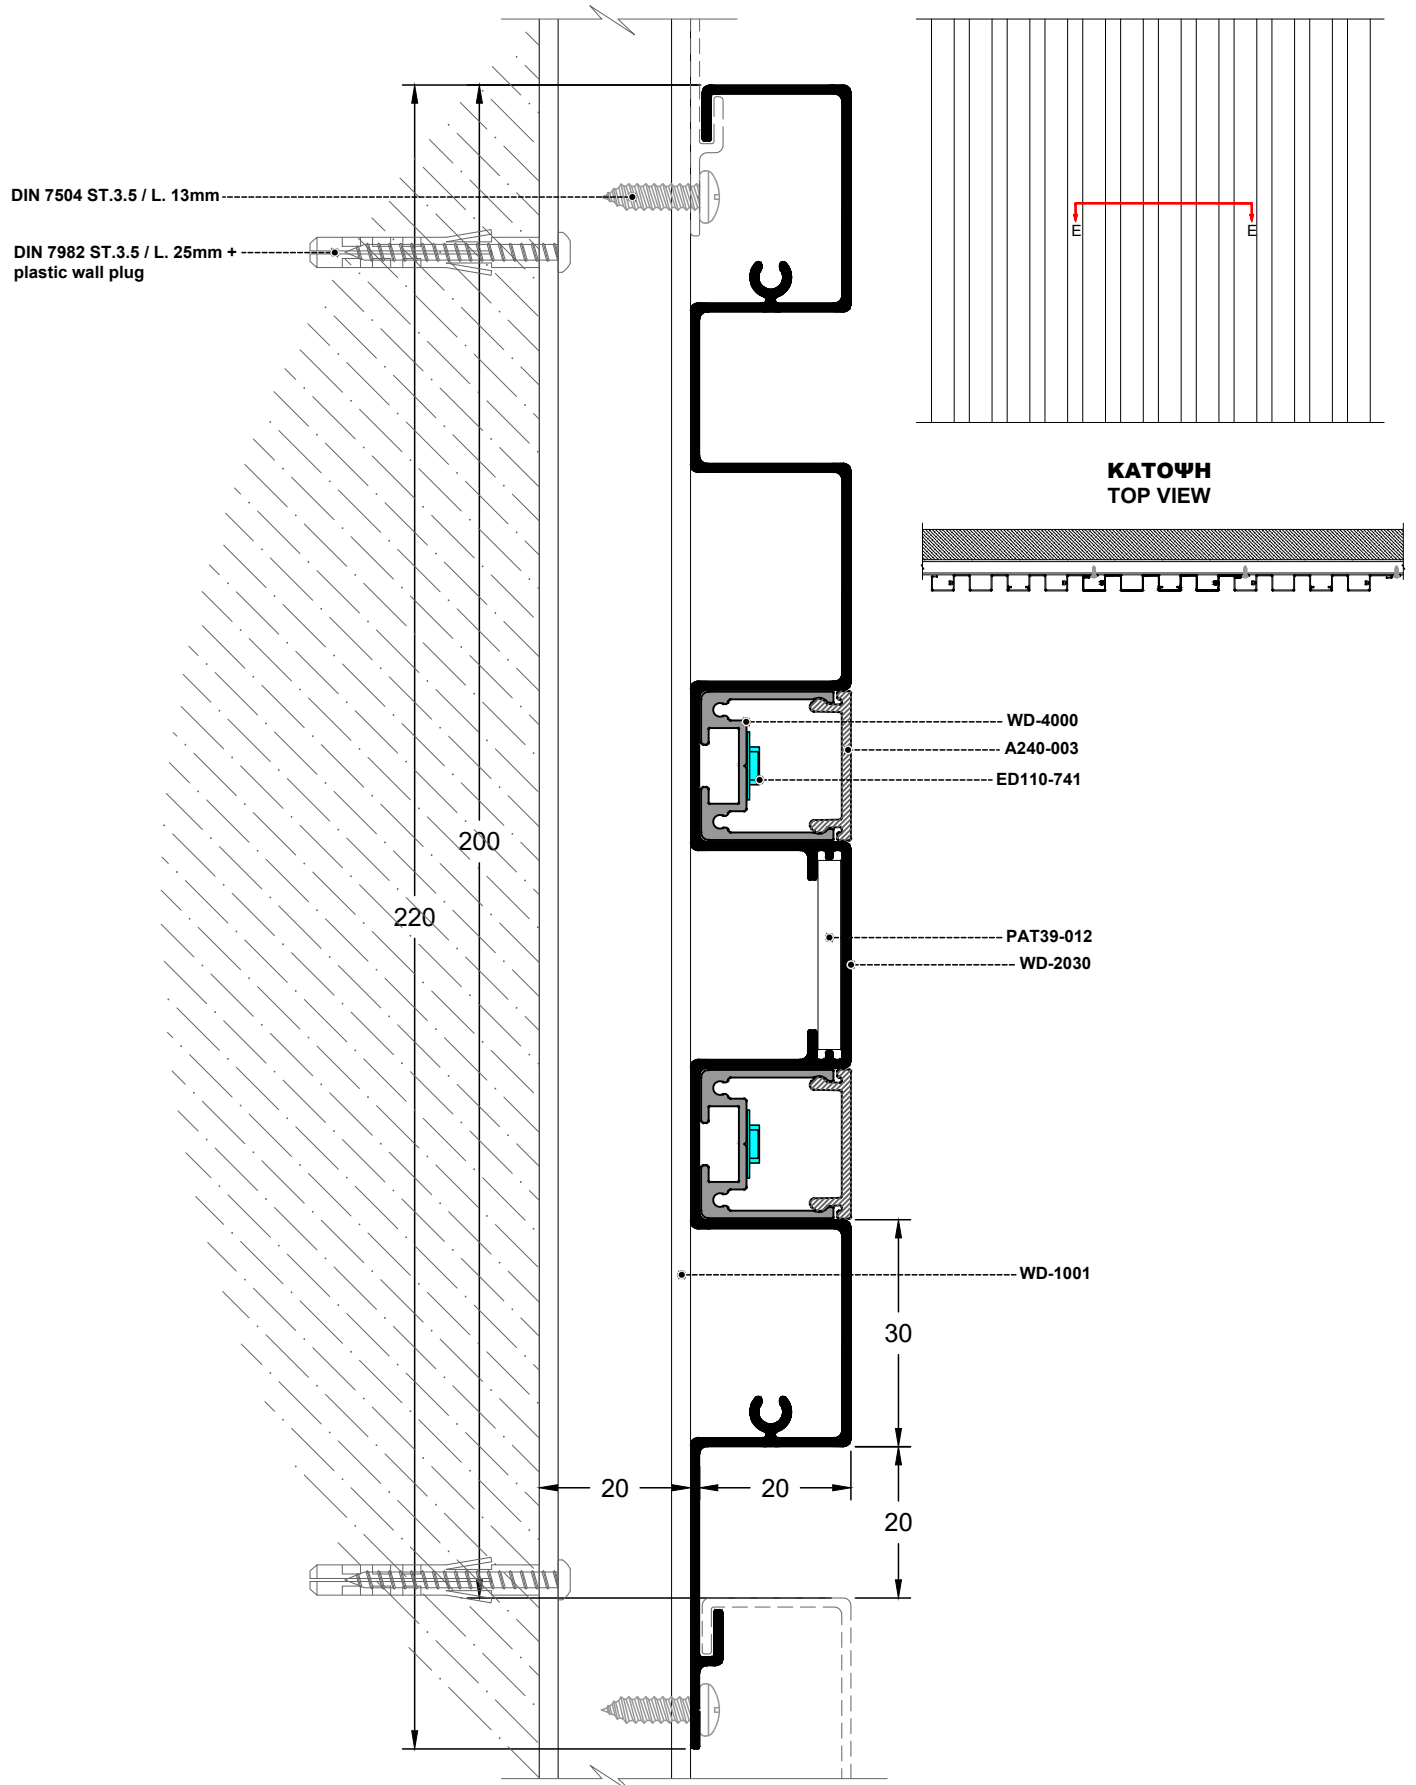 DIN 7504 ST.3.5 / L. 13mm
DIN 7982 ST.3.5 / L. 25mm +
plastic wall plug
E
E
ΚΑΤΟΨΗ
TOP VIEW
WD-4000
A240-003
ED110-741
200
220
PAT39-012
WD-2030
WD-1001
30
20
20
20